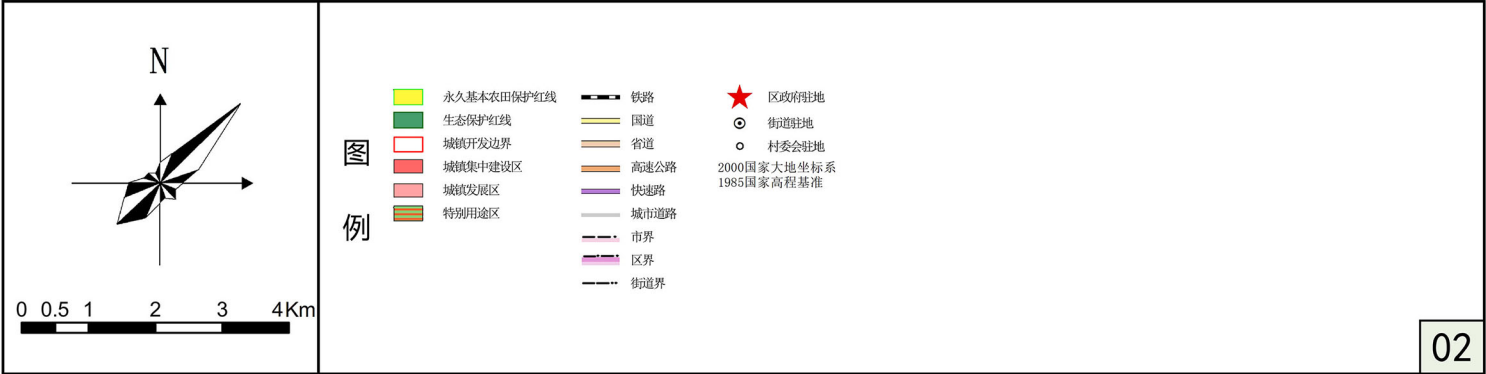 N
0 0.5 1 2 3 4Km
图
例
永久基本农田保护红线
生态保护红线
城镇开发边界
城镇集中建设区
城镇发展区
特别用途区
铁路
国道
省道
高速公路
快速路
城市道路
市界
区界
街道界
区政府驻地
街道驻地
村委会驻地
2000国家大地坐标系
1985国家高程基准
02